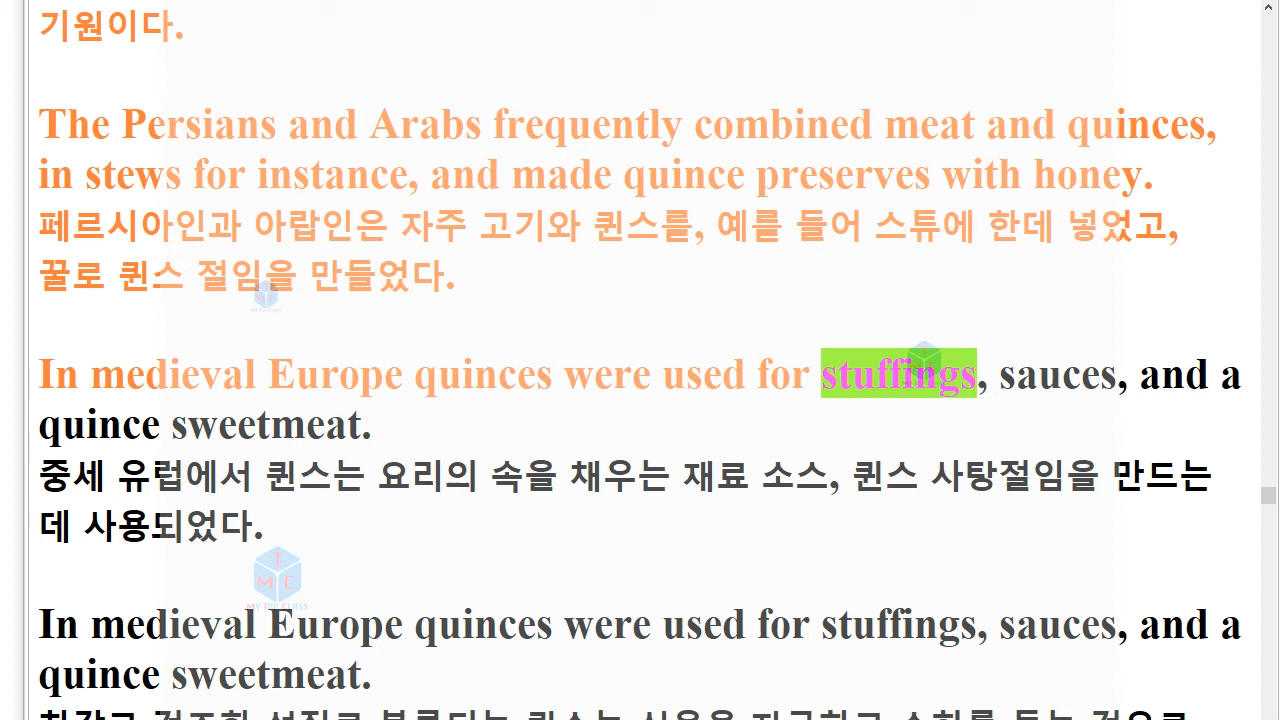 기원이다.
The Persians and Arabs frequently combined meat and quinces,
in stews for instance, and made quince preserves with honey.
페르시아인과 아랍인은 자주 고기와 퀸스를, 예를 들어 스튜에 한데 넣었고,
꿀로 퀸스 절임을 만들었다.
In medieval Europe quinces were used for stuffings, sauces, and a
quince sweetmeat.
중세 유럽에서 퀸스는 요리의 속을 채우는 재료 소스, 퀸스 사탕절임을 만드는
데 사용되었다.
T
M C
MY TOP CLASS
In medieval Europe quinces were used for stuffings, sauces, and a
quince sweetmeat.